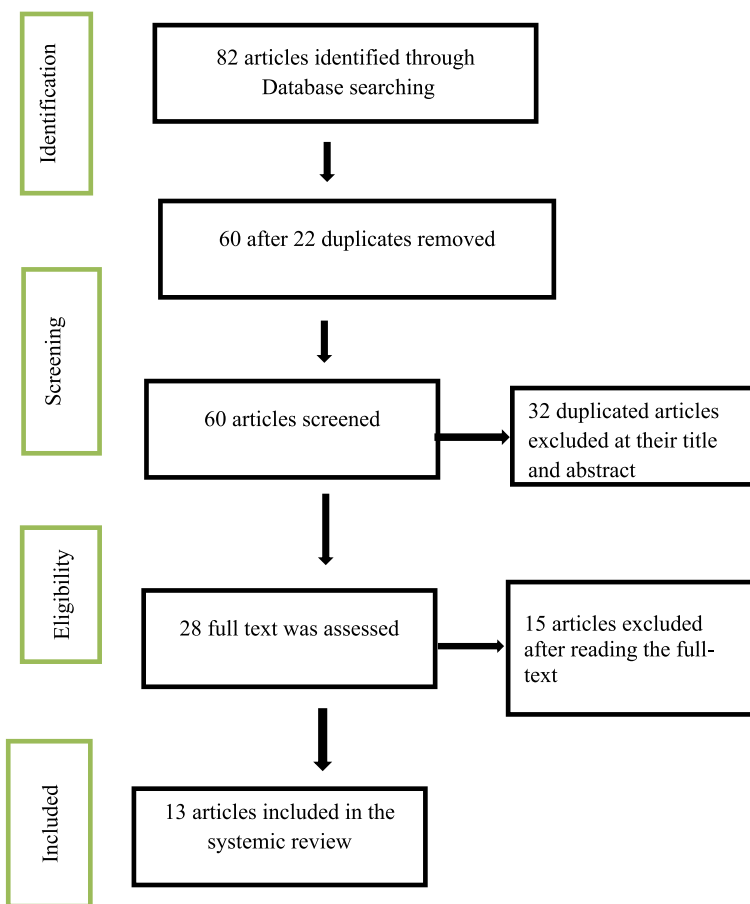 Identification
82 articles identified through
Database searching
60 after 22 duplicates removed
Screening
60 articles screened
32 duplicated articles
excluded at their title
and abstract
Eligibility
28 full text was assessed
15 articles excluded
after reading the full-
text
Included
13 articles included in the
systemic review